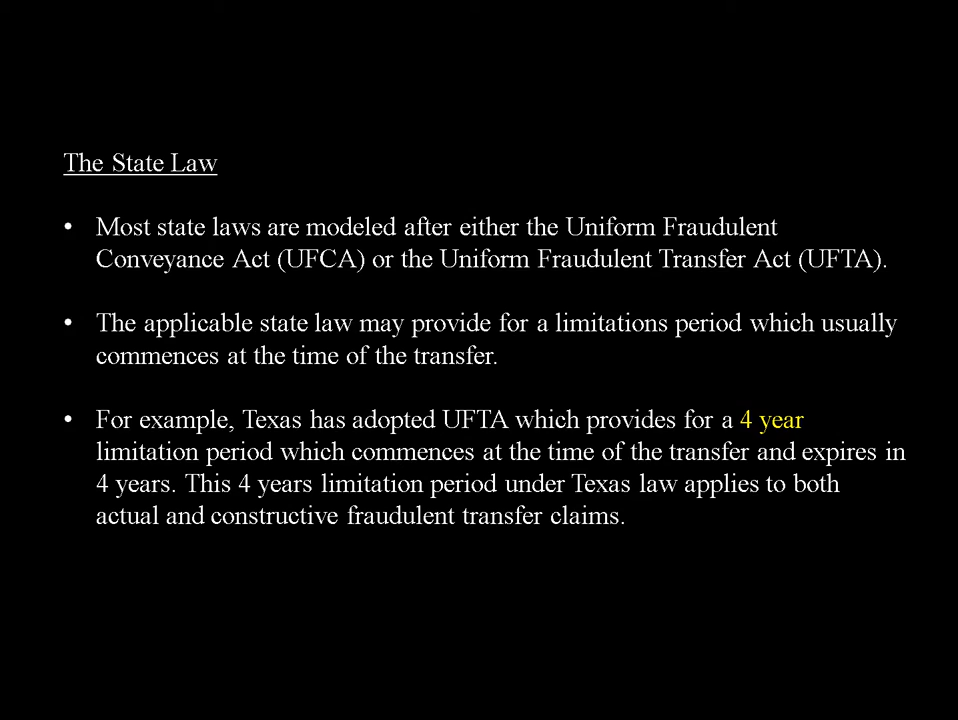 The State Law
• Most state laws are modeled after either the Uniform Fraudulent
Conveyance Act (UFCA) or the Uniform Fraudulent Transfer Act (UFTA).
• The applicable state law may provide for a limitations period which usually
commences at the time of the transfer.
• For example, Texas has adopted UFTA which provides for a 4 year
limitation period which commences at the time of the transfer and expires in
4 years. This 4 years limitation period under Texas law applies to both
actual and constructive fraudulent transfer claims.